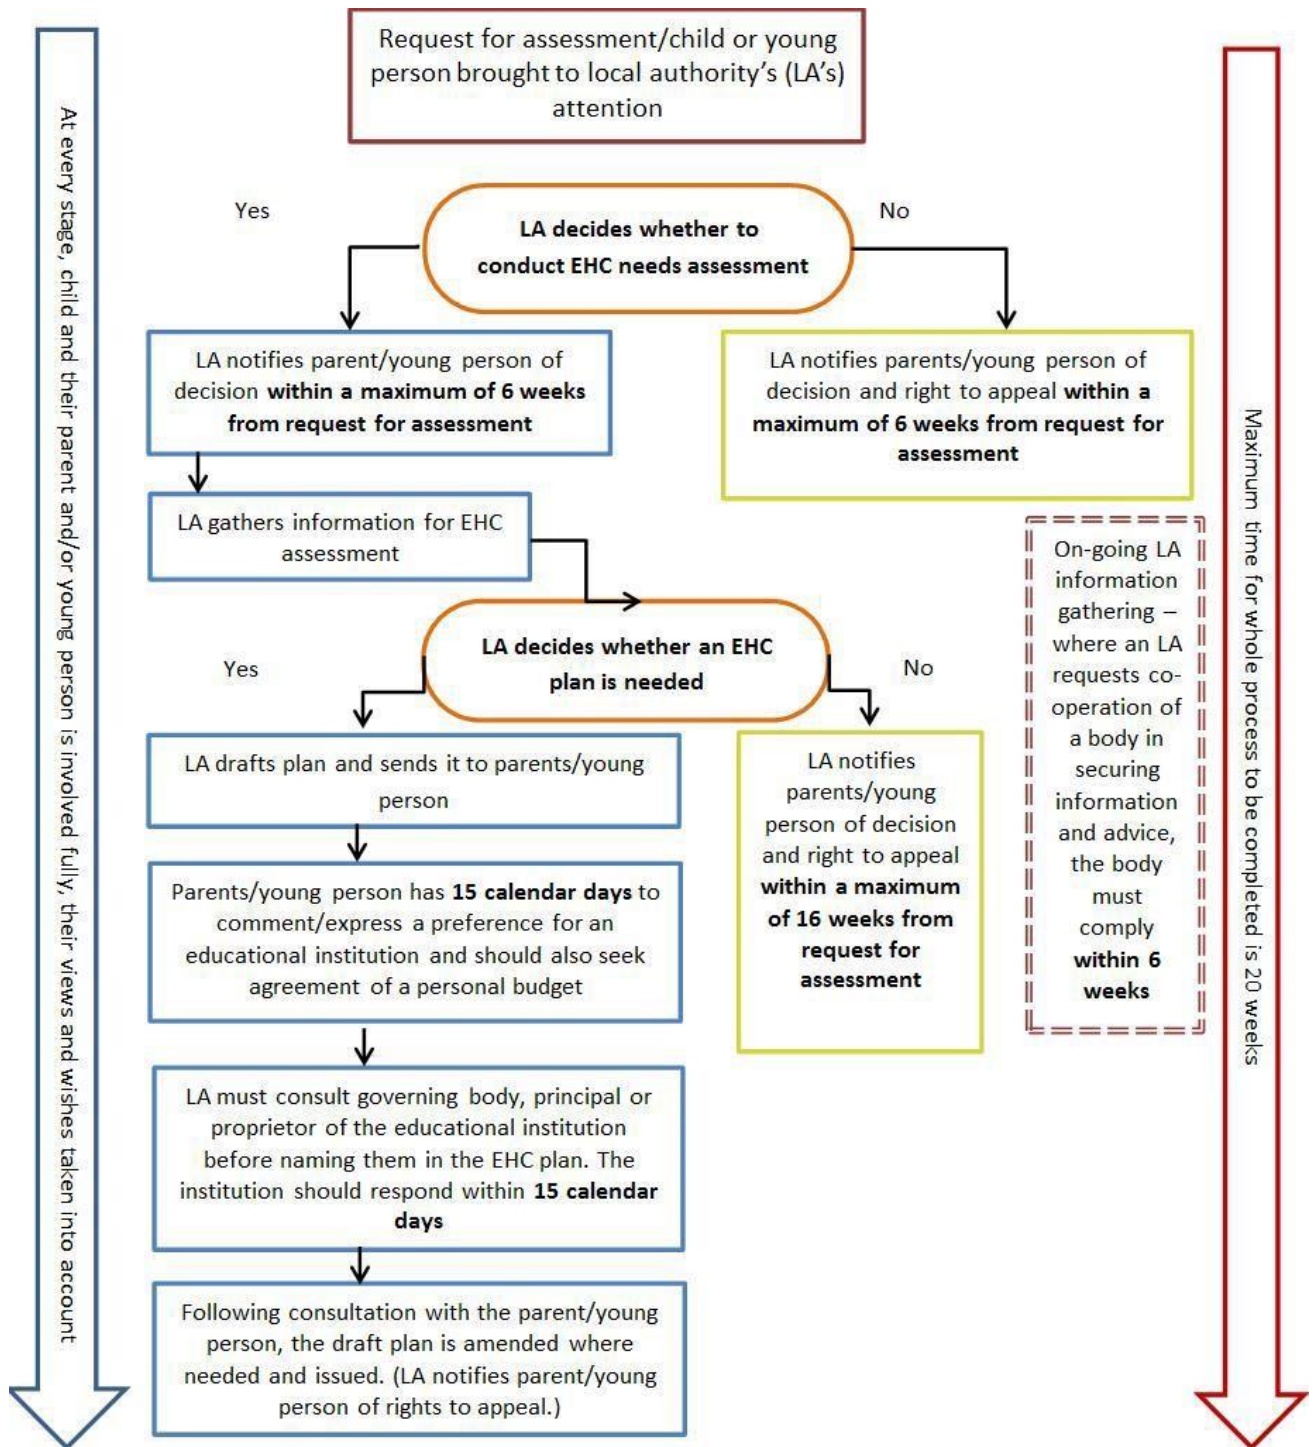 Request for assessment/child or young
person brought to local authority's (LA's)
attention
At every stage, child and their parent and/or young person is involved fully, their views and wishes taken into account
Maximum time for whole process to be completed is 20 weeks
Yes
LA decides whether to
conduct EHC needs assessment
No
LA notifies parent/young person of
decision within a maximum of 6 weeks
from request for assessment
LA notifies parents/young person of
decision and right to appeal within a
maximum of 6 weeks from request for
assessment
LA gathers information for EHC
assessment
On-going LA
information
gathering –
where an LA
requests co-
operation of
a body in
securing
information
and advice,
the body
must
comply
within 6
weeks
Yes
LA decides whether an EHC
plan is needed
No
LA drafts plan and sends it to parents/young
person
LA notifies
parents/young
person of decision
and right to appeal
within a maximum
of 16 weeks from
request for
assessment
Parents/young person has 15 calendar days to
comment/express a preference for an
educational institution and should also seek
agreement of a personal budget
LA must consult governing body, principal or
proprietor of the educational institution
before naming them in the EHC plan. The
institution should respond within 15 calendar
days
Following consultation with the parent/young
person, the draft plan is amended where
needed and issued. (LA notifies parent/young
person of rights to appeal.)